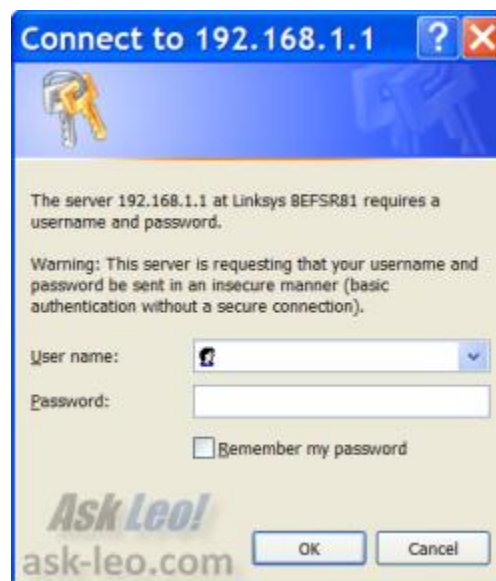 Connect to 192.168.1.1
The server 192.168.1.1 at Linksys BEFSR81 requires a
username and password.
Warning: This server is requesting that your username and
password be sent in an insecure manner (basic
authentication without a secure connection).
User name:
Password:
Remember my password
Ask Leo!
ask-leo.com
OK
Cancel